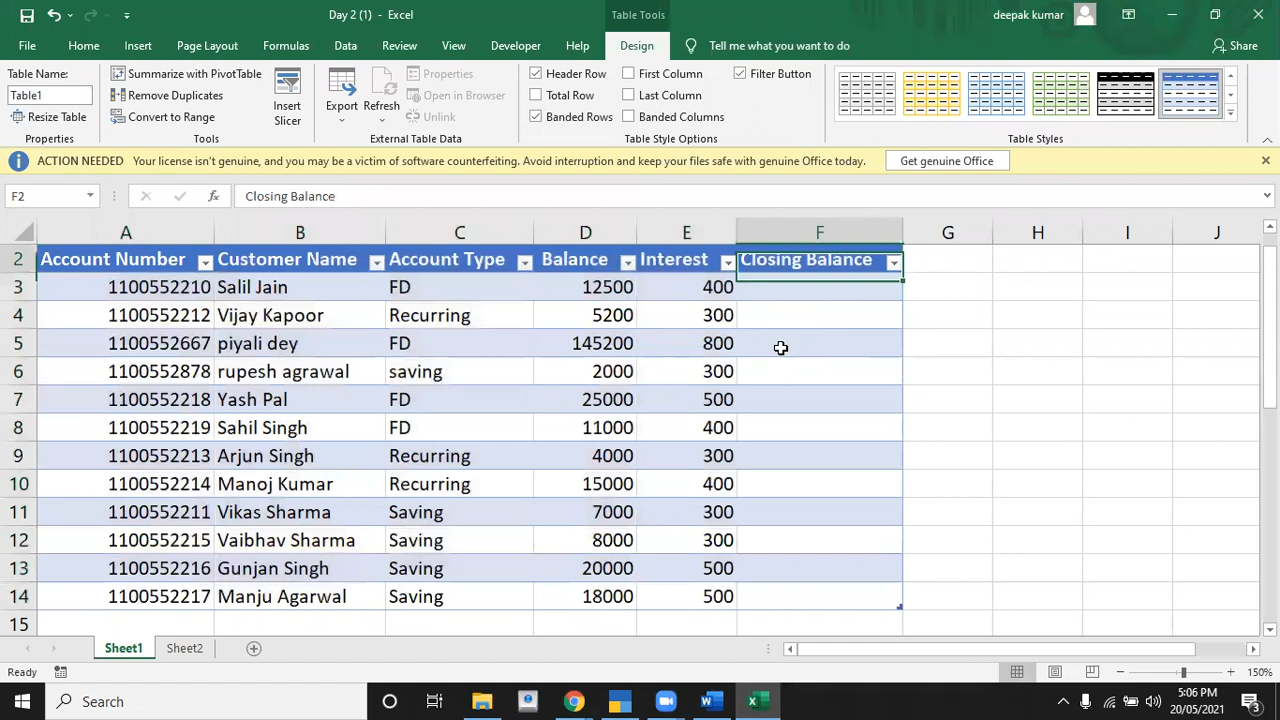 Day 2 (1) - Excel
Table Tools
deepak kumar
File Home Insert Page Layout Formulas Data Review View Developer Help Design Tell me what you want to do Share
Table Name:
Table1
Resize Table
Properties
Summarize with PivotTable
Remove Duplicates
Convert to Range
Tools
Insert
Slicer
Export
Refresh
Properties
Open in Browser
Unlink
External Table Data
Header Row First Column Filter Button
Total Row Last Column
Banded Rows Banded Columns
Table Style Options
Table Styles
ACTION NEEDED Your license isn't genuine, and you may be a victim of software counterfeiting. Avoid interruption and keep your files safe with genuine Office today. Get genuine Office
F2 fx Closing Balance
A B C D E F G H I J
2 Account Number Customer Name Account Type Balance Interest Closing Balance
3 1100552210 Salil Jain FD 12500 400
4 1100552212 Vijay Kapoor Recurring 5200 300
5 1100552667 piyali dey FD 145200 800
6 1100552878 rupesh agrawal saving 2000 300
7 1100552218 Yash Pal FD 25000 500
8 1100552219 Sahil Singh FD 11000 400
9 1100552213 Arjun Singh Recurring 4000 300
10 1100552214 Manoj Kumar Recurring 15000 400
11 1100552211 Vikas Sharma Saving 7000 300
12 1100552215 Vaibhav Sharma Saving 8000 300
13 1100552216 Gunjan Singh Saving 20000 500
14 1100552217 Manju Agarwal Saving 18000 500
15
Sheet1 Sheet2
Ready 150%
Search
5:06 PM
20/05/2021
3